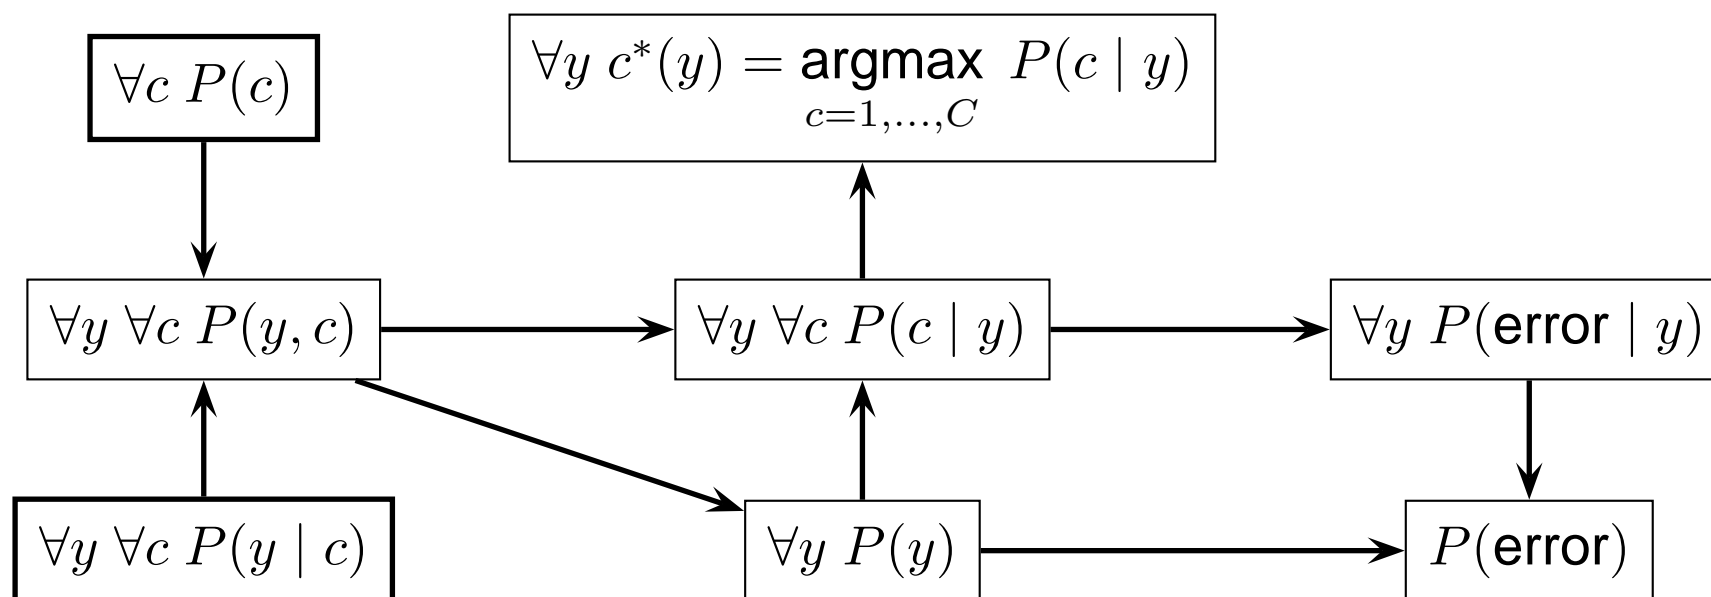 ∀c P(c)
∀y c*(y) = argmax P(c | y)
c=1,...,C
∀y ∀c P(y, c)
∀y ∀c P(c | y)
∀y P(error | y)
∀y ∀c P(y | c)
∀y P(y)
P(error)